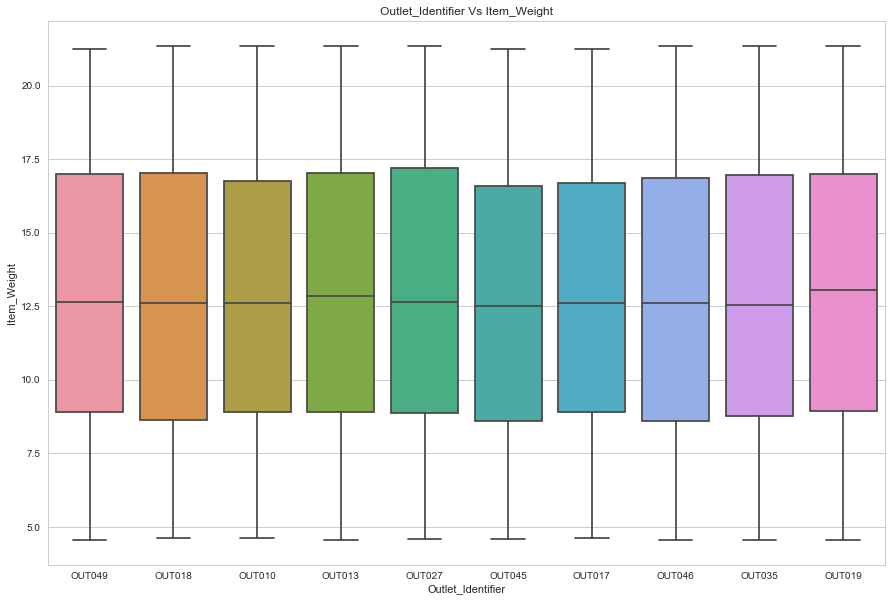 Outlet_Identifier Vs Item_Weight
20.0
17.5
15.0
12.5
10.0
7.5
5.0
Item_Weight
OUT049 OUT018 OUT010 OUT013 OUT027 OUT045 OUT017 OUT046 OUT035 OUT019
Outlet_Identifier